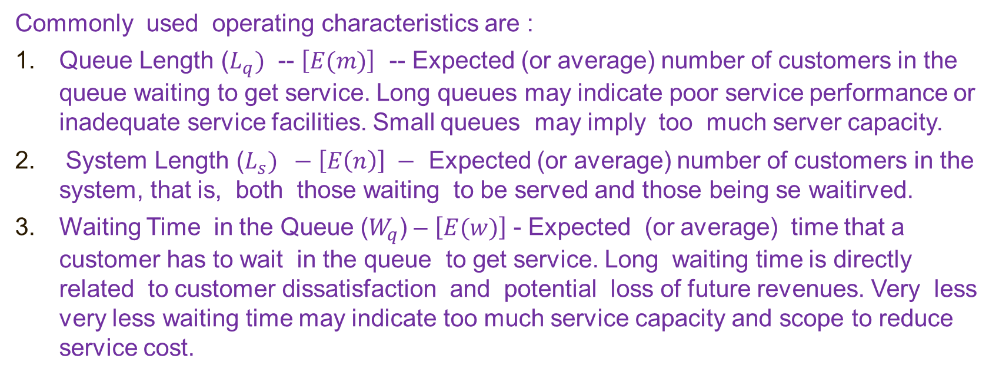 Commonly used operating characteristics are :
1. Queue Length (L_q) -- [E(m)] -- Expected (or average) number of customers in the
queue waiting to get service. Long queues may indicate poor service performance or
inadequate service facilities. Small queues may imply too much server capacity.
2. System Length (L_s) – [E(n)] – Expected (or average) number of customers in the
system, that is, both those waiting to be served and those being se waitirved.
3. Waiting Time in the Queue (W_q) – [E(w)] - Expected (or average) time that a
customer has to wait in the queue to get service. Long waiting time is directly
related to customer dissatisfaction and potential loss of future revenues. Very less
very less waiting time may indicate too much service capacity and scope to reduce
service cost.